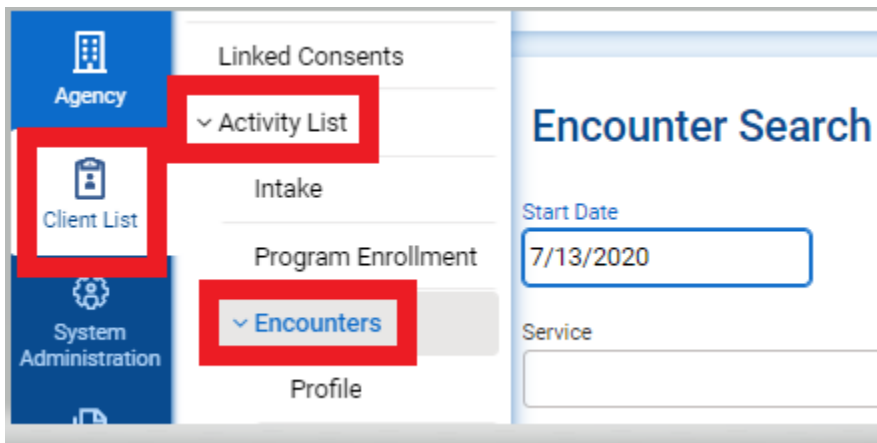 Agency
Client List
System
Administration
Linked Consents
Activity List
Intake
Program Enrollment
Encounters
Profile
Encounter Search
Start Date
7/13/2020
Service